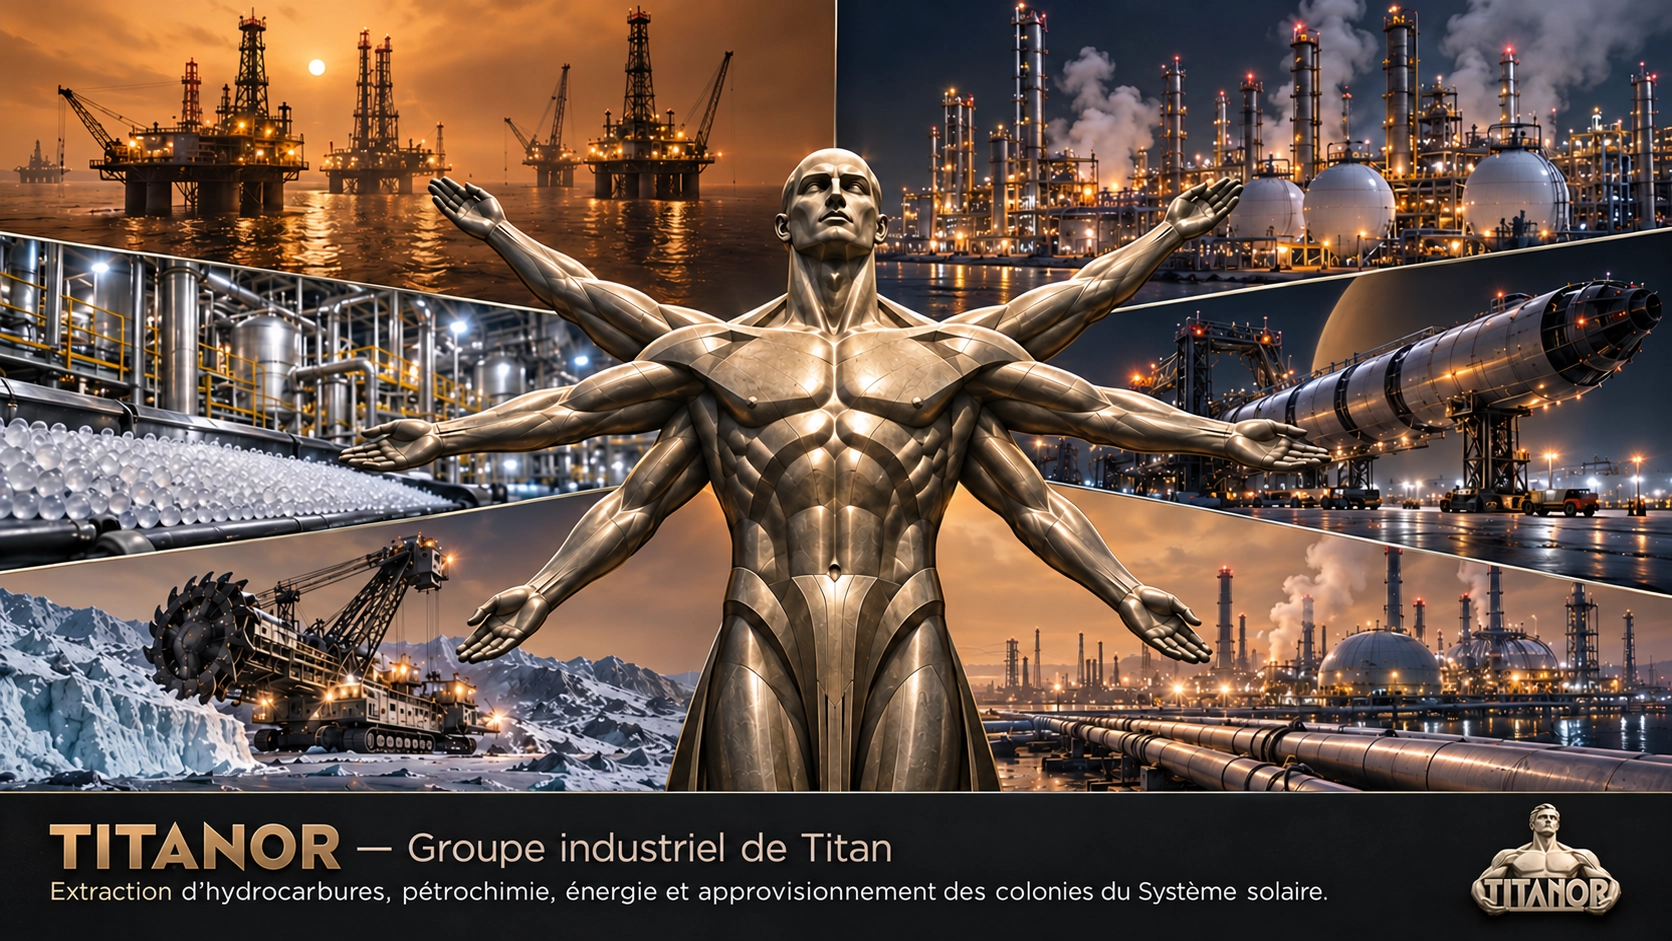 TITANOR — Groupe industriel de Titan
Extraction d'hydrocarbures, pétrochimie, énergie et approvisionnement des colonies du Système solaire.
TITANOR